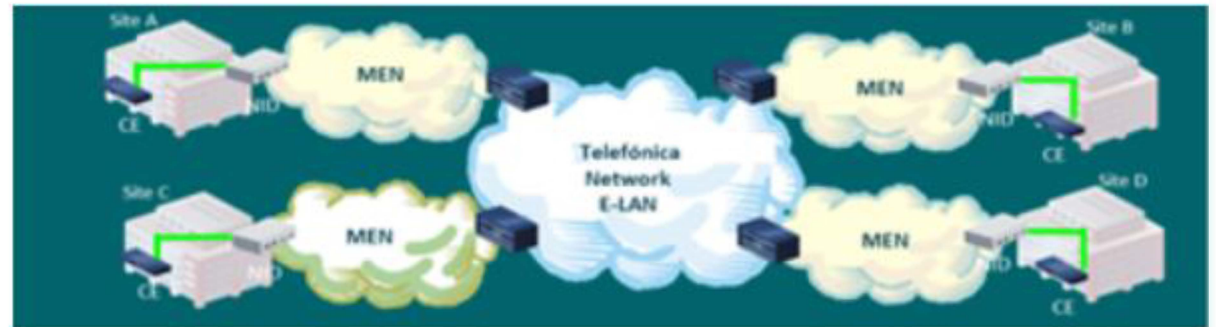 Site A
Site B
MEN
MEN
NID
NID
CE
CE
Telefónica
Network
E-LAN
Site C
Site D
MEN
MEN
NID
NID
CE
CE